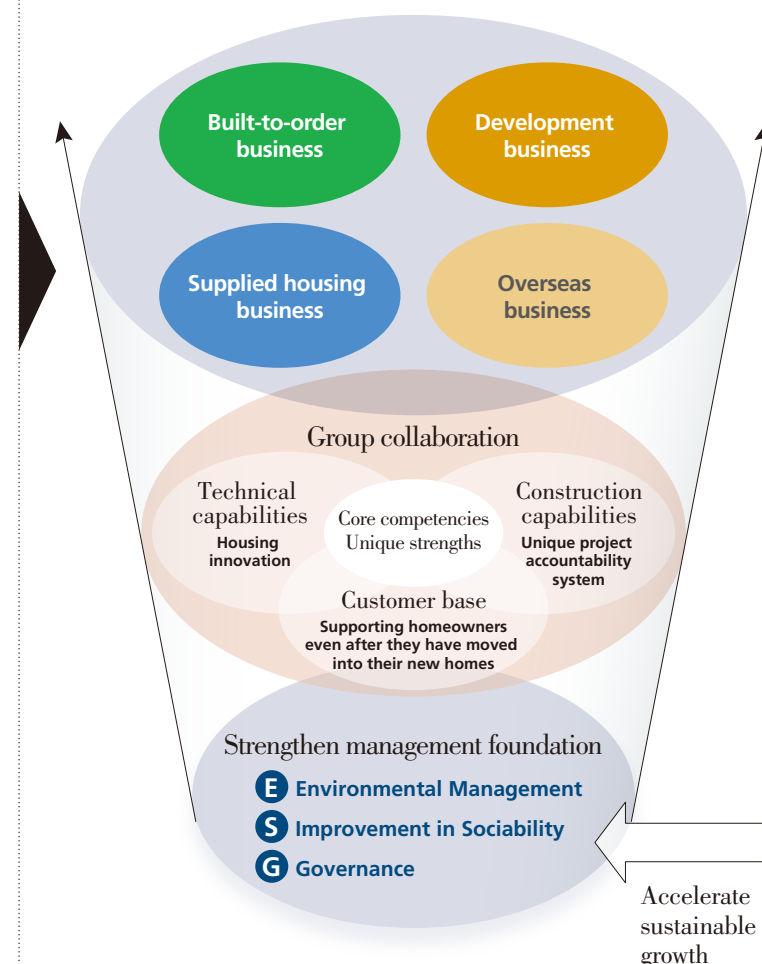 Built-to-order
business
Development
business
Supplied housing
business
Overseas
business
Group collaboration
Technical
capabilities
Housing
innovation
Core competencies
Unique strengths
Construction
capabilities
Unique project
accountability
system
Customer base
Supporting homeowners
even after they have moved
into their new homes
Strengthen management foundation
E Environmental Management
S Improvement in Sociability
G Governance
Accelerate
sustainable
growth